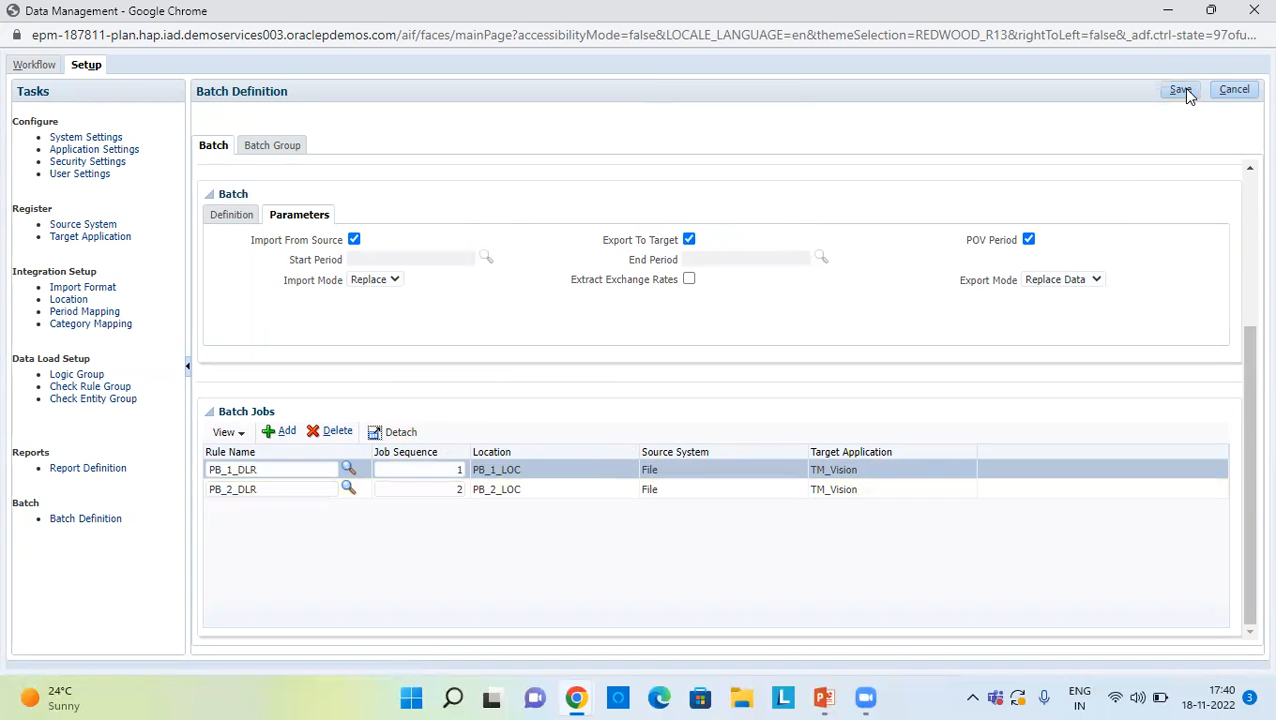 Data Management - Google Chrome
epm-187811-plan.hap.iad.demoservices003.oraclepdemos.com/aif/faces/mainPage?accessibilityMode=false&LOCALE_LANGUAGE=en&themeSelection=REDWOOD_R13&rightToLeft=false&_adf.ctrl-state=97ofu...
Workflow Setup
Tasks
Configure
System Settings
Application Settings
Security Settings
User Settings
Register
Source System
Target Application
Integration Setup
Import Format
Location
Period Mapping
Category Mapping
Data Load Setup
Logic Group
Check Rule Group
Check Entity Group
Reports
Report Definition
Batch
Batch Definition
Batch Definition Save Cancel
Batch Batch Group
Batch
Definition Parameters
Import From Source Export To Target POV Period
Start Period End Period
Import Mode Replace Extract Exchange Rates Export Mode Replace Data
Batch Jobs
View Add Delete Detach
Rule Name Job Sequence Location Source System Target Application
PB_1_DLR 1 PB_1_LOC File TM_Vision
PB_2_DLR 2 PB_2_LOC File TM_Vision
24°C
Sunny
L
ENG
IN
17:40
18-11-2022
3